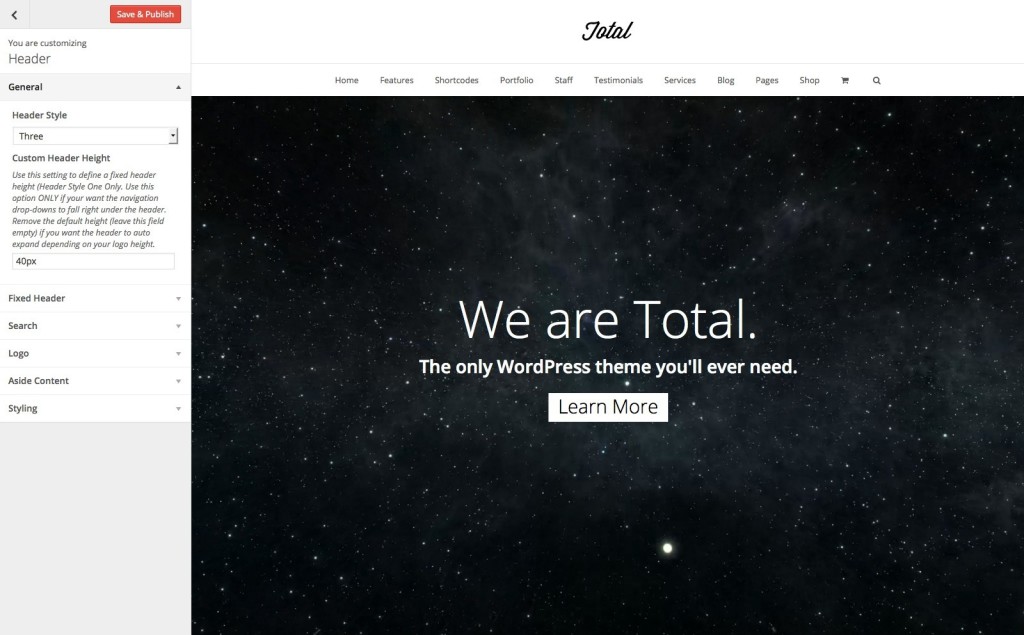 Save & Publish
You are customizing
Header
General
Header Style
Three
Custom Header Height
Use this setting to define a fixed header
height (Header Style One Only. Use this
option ONLY if your want the navigation
drop-downs to fall right under the header.
Remove the default height (leave this field
empty) if you want the header to auto
expand depending on your logo height.
40px
Fixed Header
Search
Logo
Aside Content
Styling
Total
Home Features Shortcodes Portfolio Staff Testimonials Services Blog Pages Shop
We are Total.
The only WordPress theme you'll ever need.
Learn More